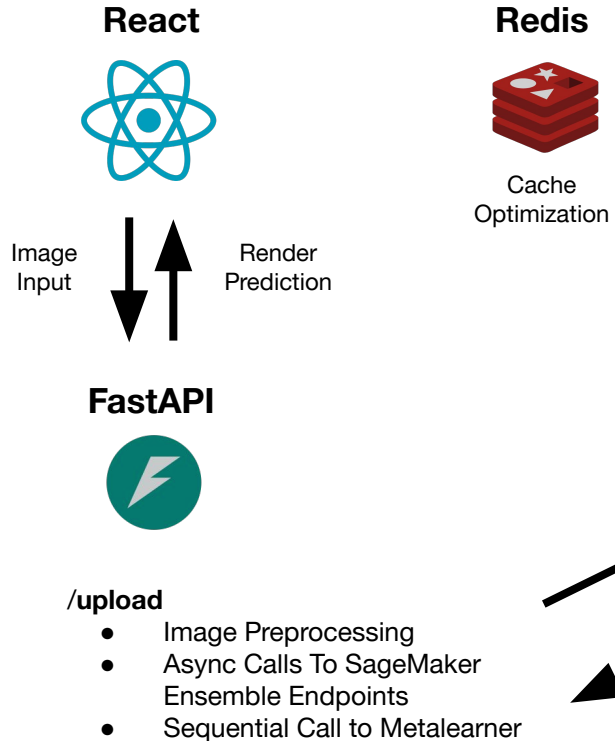 React
Redis
Cache
Optimization
Image
Input
Render
Prediction
FastAPI
/upload
● Image Preprocessing
● Async Calls To SageMaker
Ensemble Endpoints
● Sequential Call to Metalearner